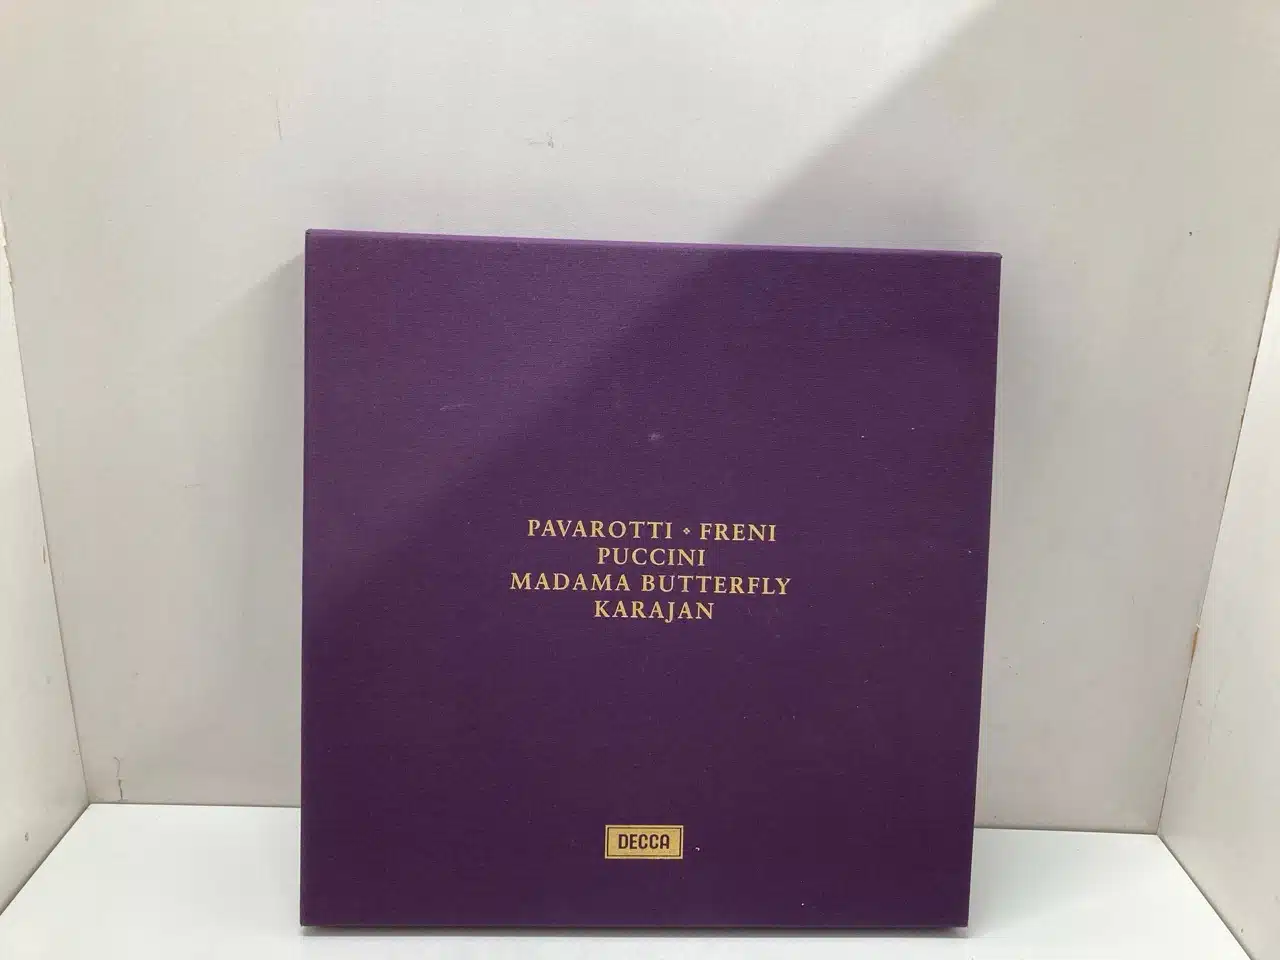 PAVAROTTI ⬩ FRENI
PUCCINI
MADAMA BUTTERFLY
KARAJAN
DECCA